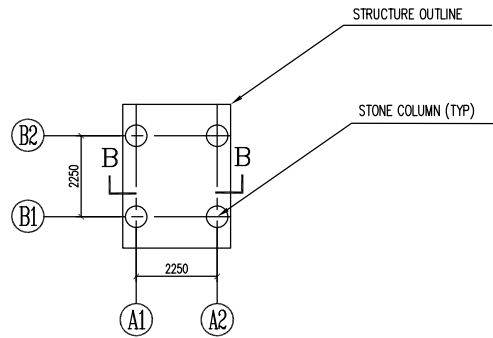 STRUCTURE OUTLINE
STONE COLUMN (TYP)
B2
B B
2250
B1
2250
A1 A2